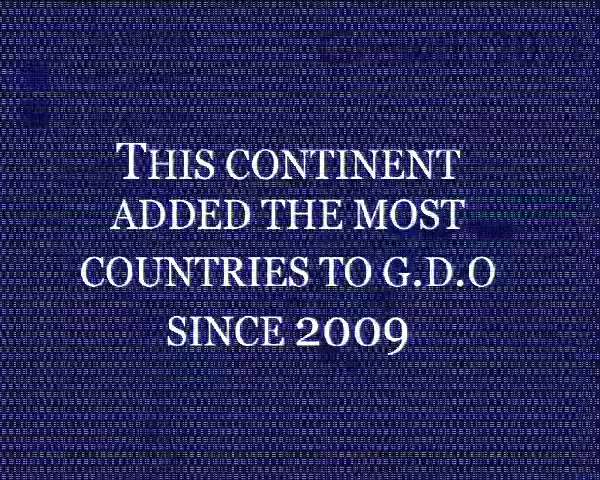 THIS CONTINENT
ADDED THE MOST
COUNTRIES TO G.D.O
SINCE 2009